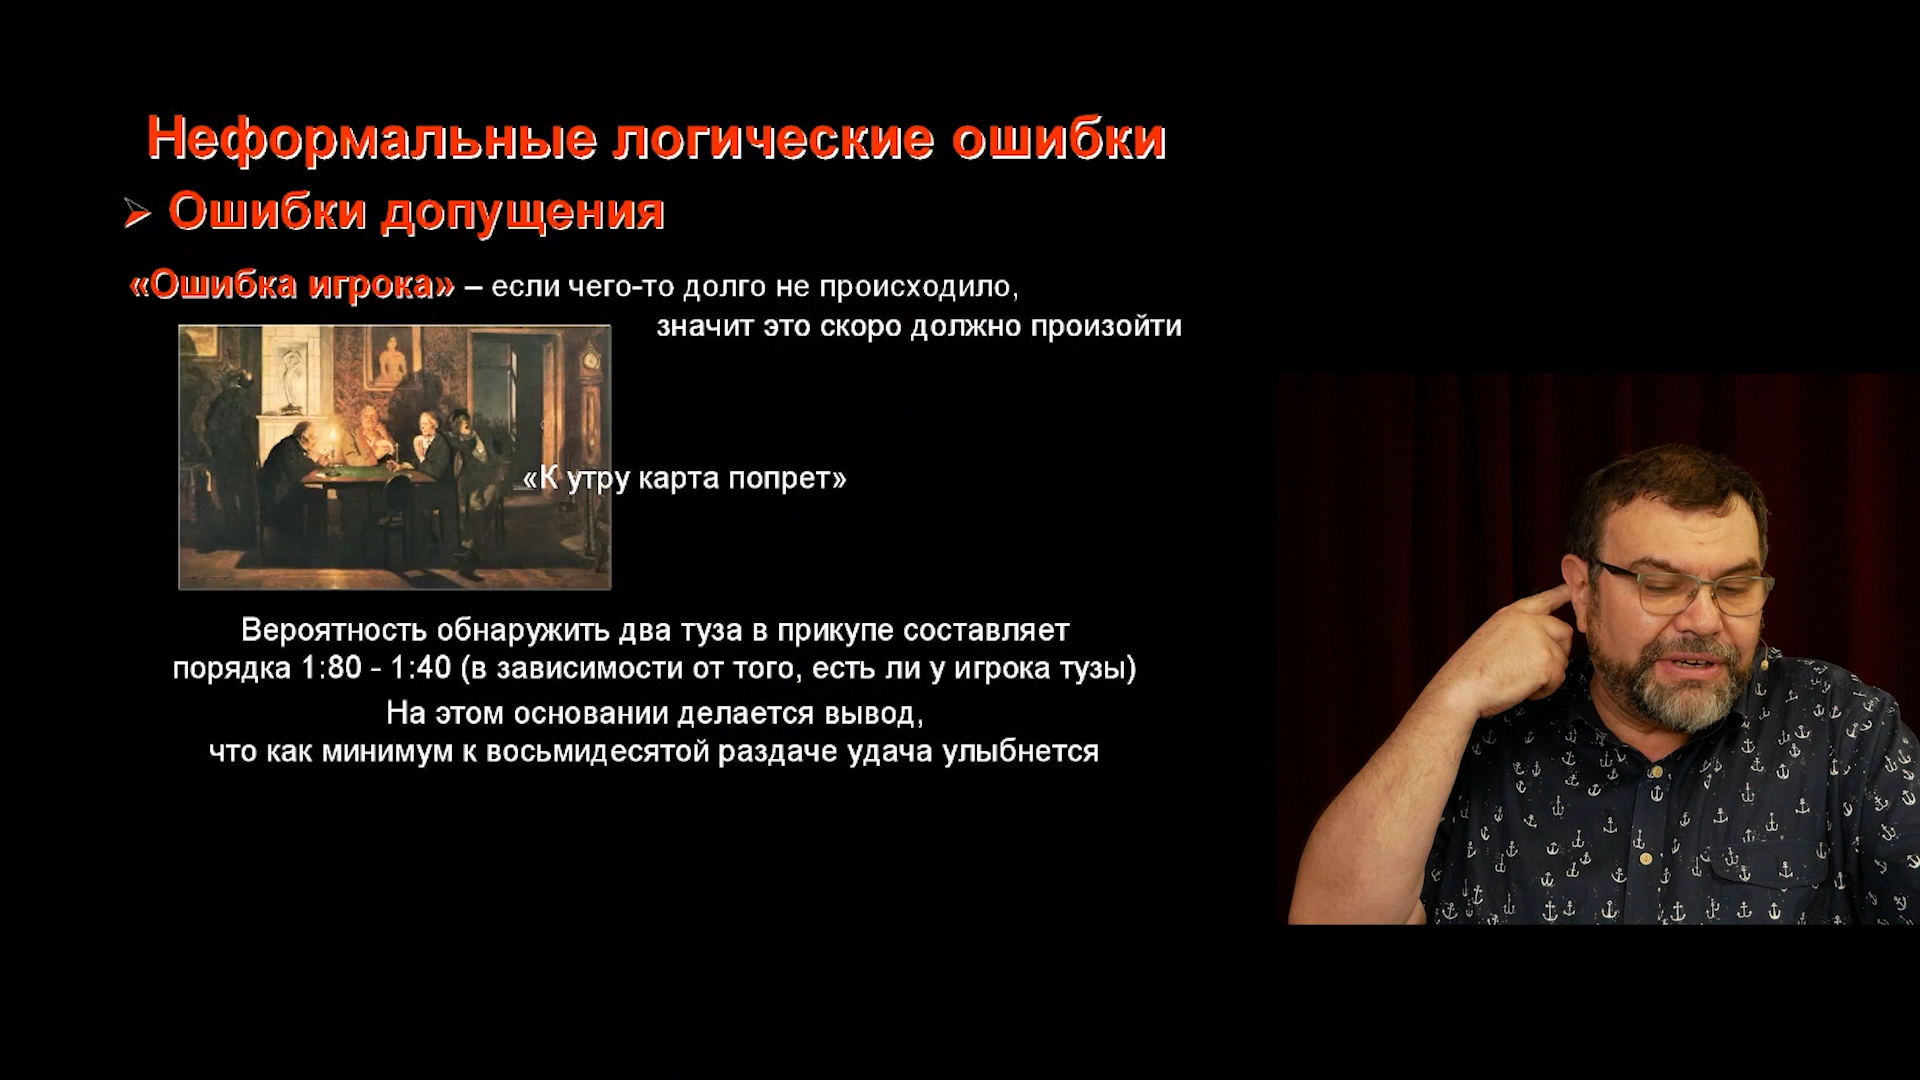 Неформальные логические ошибки
➢ Ошибки допущения
«Ошибка игрока» – если чего-то долго не происходило,
значит это скоро должно произойти
«К утру карта попрет»
Вероятность обнаружить два туза в прикупе составляет
порядка 1:80 - 1:40 (в зависимости от того, есть ли у игрока тузы)
На этом основании делается вывод,
что как минимум к восьмидесятой раздаче удача улыбнется